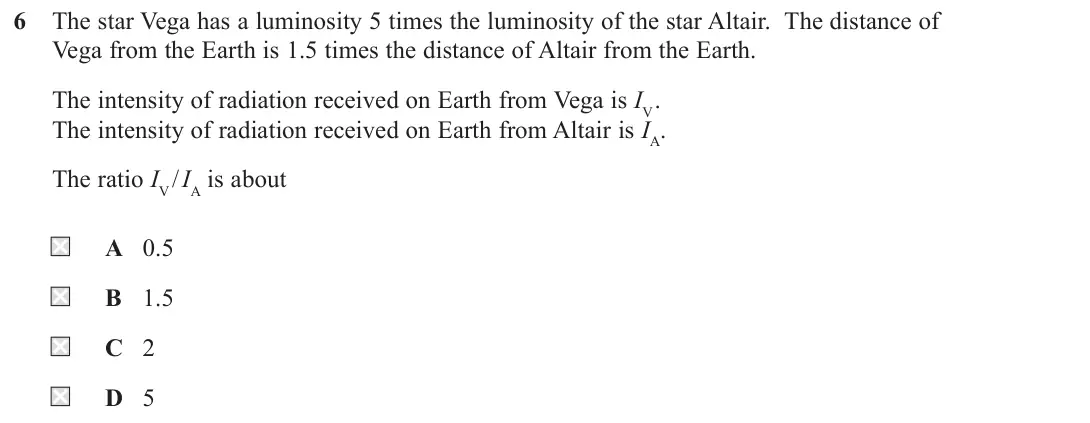 6 The star Vega has a luminosity 5 times the luminosity of the star Altair. The distance of
Vega from the Earth is 1.5 times the distance of Altair from the Earth.
The intensity of radiation received on Earth from Vega is I_V.
The intensity of radiation received on Earth from Altair is I_A.
The ratio I_V/I_A is about
A 0.5
B 1.5
C 2
D 5